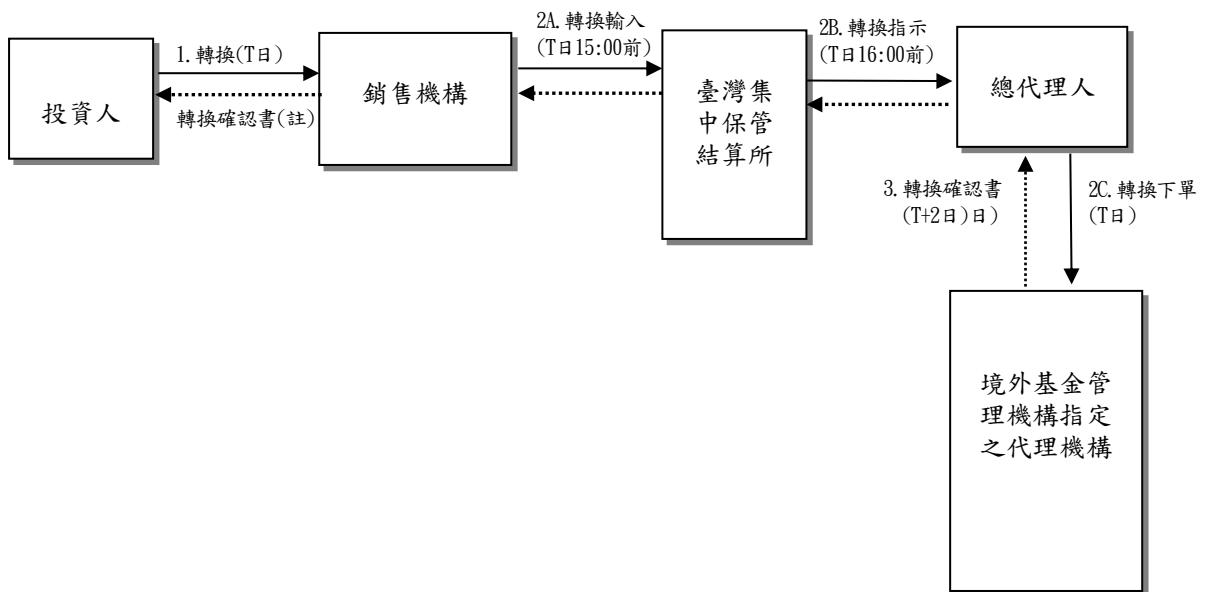 2A.轉換輸入
(T日15:00前)
2B.轉換指示
(T日16:00前)
1.轉換(T日)
投資人
轉換確認書(註)
銷售機構
臺灣集
中保管
結算所
總代理人
3.轉換確認書
(T+2日)日)
2C.轉換下單
(T日)
境外基金管
理機構指定
之代理機構